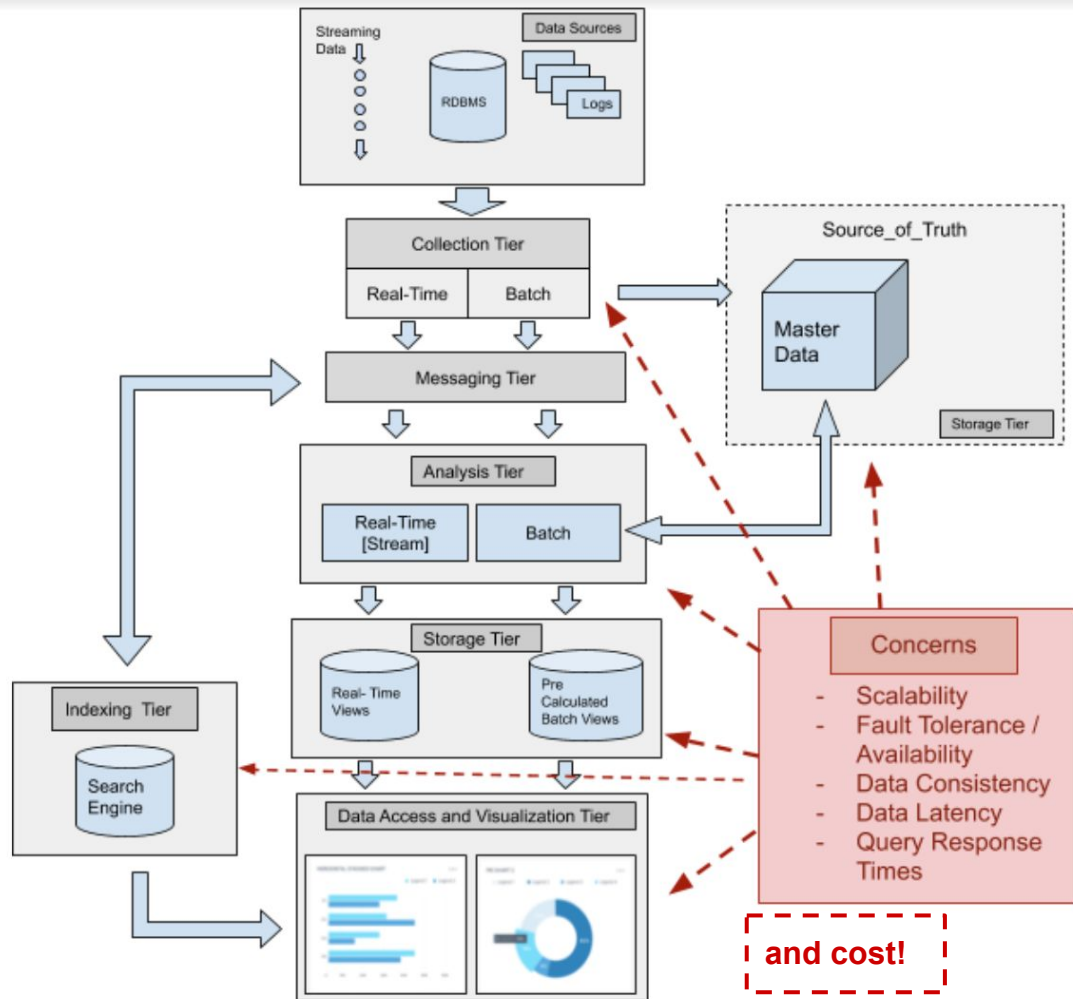 Streaming
Data
Data Sources
RDBMS
Logs
Collection Tier
Real-Time
Batch
Source_of_Truth
Master
Data
Storage Tier
Messaging Tier
Analysis Tier
Real-Time
[Stream]
Batch
Storage Tier
Real- Time
Views
Pre
Calculated
Batch Views
Indexing Tier
Search
Engine
Data Access and Visualization Tier
Concerns
- Scalability
- Fault Tolerance /
Availability
- Data Consistency
- Data Latency
- Query Response
Times
and cost!